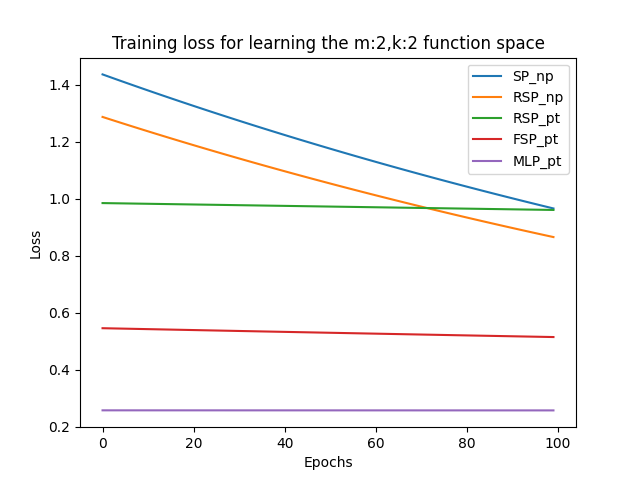 Training loss for learning the m:2,k:2 function space
SP_np
RSP_np
RSP_pt
FSP_pt
MLP_pt
Loss
1.4
1.2
1.0
0.8
0.6
0.4
0.2
0 20 40 60 80 100
Epochs